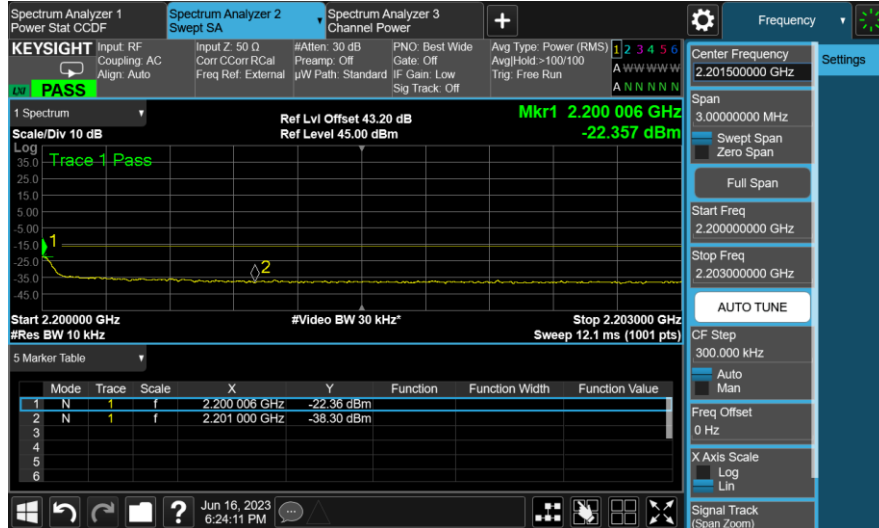 Spectrum Analyzer 1
Power Stat CCDF
Spectrum Analyzer 2
Swept SA
Spectrum Analyzer 3
Channel Power
+
Frequency
KEYSIGHT
Input: RF
Coupling: AC
Align: Auto
Input Z: 50 Ω
Corr CCorr RCal
Freq Ref: External
#Atten: 30 dB
Preamp: Off
µW Path: Standard
PNO: Best Wide
Gate: Off
IF Gain: Low
Sig Track: Off
Avg Type: Power (RMS)
Avg|Hold:>100/100
Trig: Free Run
1 2 3 4 5 6
A W W W W W
A N N N N N
LXI
PASS
1 Spectrum
Scale/Div 10 dB
Ref Lvl Offset 43.20 dB
Ref Level 45.00 dBm
Mkr1 2.200 006 GHz
-22.357 dBm
Log
Trace 1 Pass
35.0
25.0
15.0
5.00
-5.00
-15.0
-25.0
-35.0
-45.0
1
2
Start 2.200000 GHz
#Res BW 10 kHz
#Video BW 30 kHz*
Stop 2.203000 GHz
Sweep 12.1 ms (1001 pts)
5 Marker Table
Mode Trace Scale X Y Function Function Width Function Value
1 N 1 f 2.200 006 GHz -22.36 dBm
2 N 1 f 2.201 000 GHz -38.30 dBm
3
4
5
6
Center Frequency
2.201500000 GHz
Settings
Span
3.00000000 MHz
Swept Span
Zero Span
Full Span
Start Freq
2.200000000 GHz
Stop Freq
2.203000000 GHz
AUTO TUNE
CF Step
300.000 kHz
Auto
Man
Freq Offset
0 Hz
X Axis Scale
Log
Lin
Signal Track
(Span Zoom)
?
Jun 16, 2023
6:24:11 PM